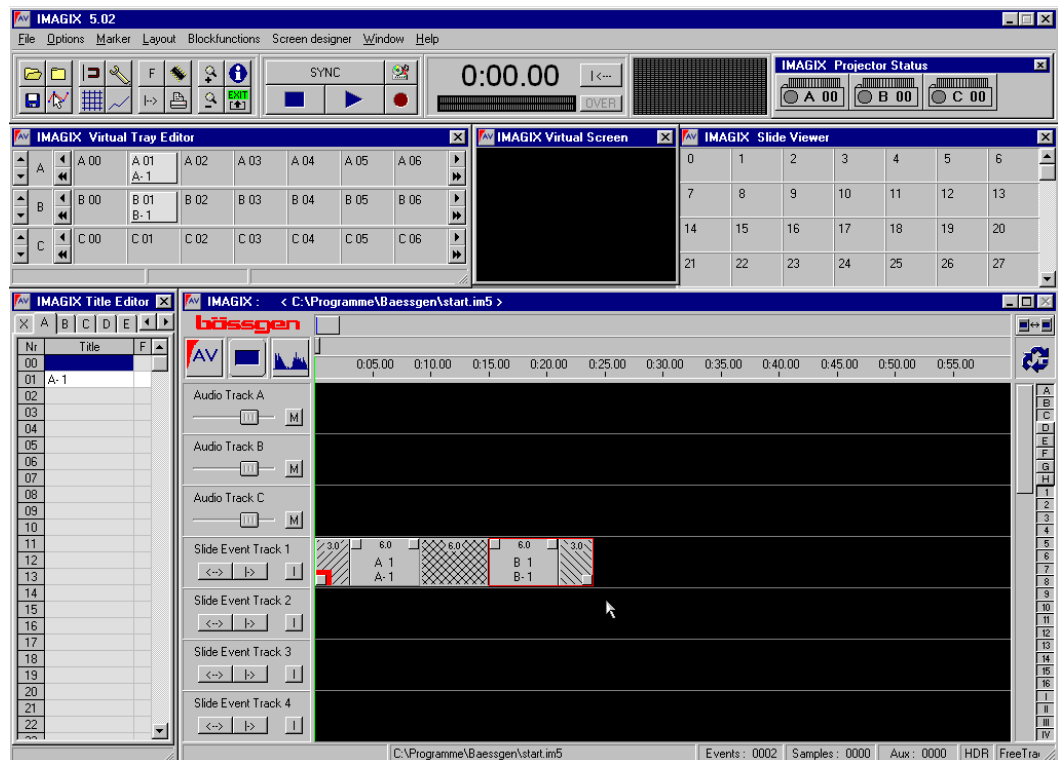 IMAGIX 5.02
File Options Marker Layout Blockfunctions Screen designer Window Help
F
SYNC
EXIT
0:00.00
|<---
OVER
IMAGIX Projector Status
A 00 B 00 C 00
AV IMAGIX Virtual Tray Editor
A A 00 A 01 A 02 A 03 A 04 A 05 A 06
A- 1
B B 00 B 01 B 02 B 03 B 04 B 05 B 06
B- 1
C C 00 C 01 C 02 C 03 C 04 C 05 C 06
AV IMAGIX Virtual Screen
AV IMAGIX Slide Viewer
0 1 2 3 4 5 6
7 8 9 10 11 12 13
14 15 16 17 18 19 20
21 22 23 24 25 26 27
AV IMAGIX Title Editor
X A B C D E
Nr Title F
00
01 A- 1
02
03
04
05
06
07
08
09
10
11
12
13
14
15
16
17
18
19
20
21
22
AV IMAGIX : < C:\Programme\Baessgen\start.im5 >
bässgen
AV
0:05.00 0:10.00 0:15.00 0:20.00 0:25.00 0:30.00 0:35.00 0:40.00 0:45.00 0:50.00 0:55.00
Audio Track A
M
Audio Track B
M
Audio Track C
M
Slide Event Track 1
<--> |-> I
3.0 6.0 6.0 6.0 3.0
A 1 B 1
A- 1 B- 1
Slide Event Track 2
<--> |-> I
Slide Event Track 3
<--> |-> I
Slide Event Track 4
<--> |-> I
A
B
C
D
E
F
G
H
1
2
3
4
5
6
7
8
9
10
11
12
13
14
15
16
I
II
III
IV
C:\Programme\Baessgen\start.im5 Events : 0002 Samples : 0000 Aux : 0000 HDR